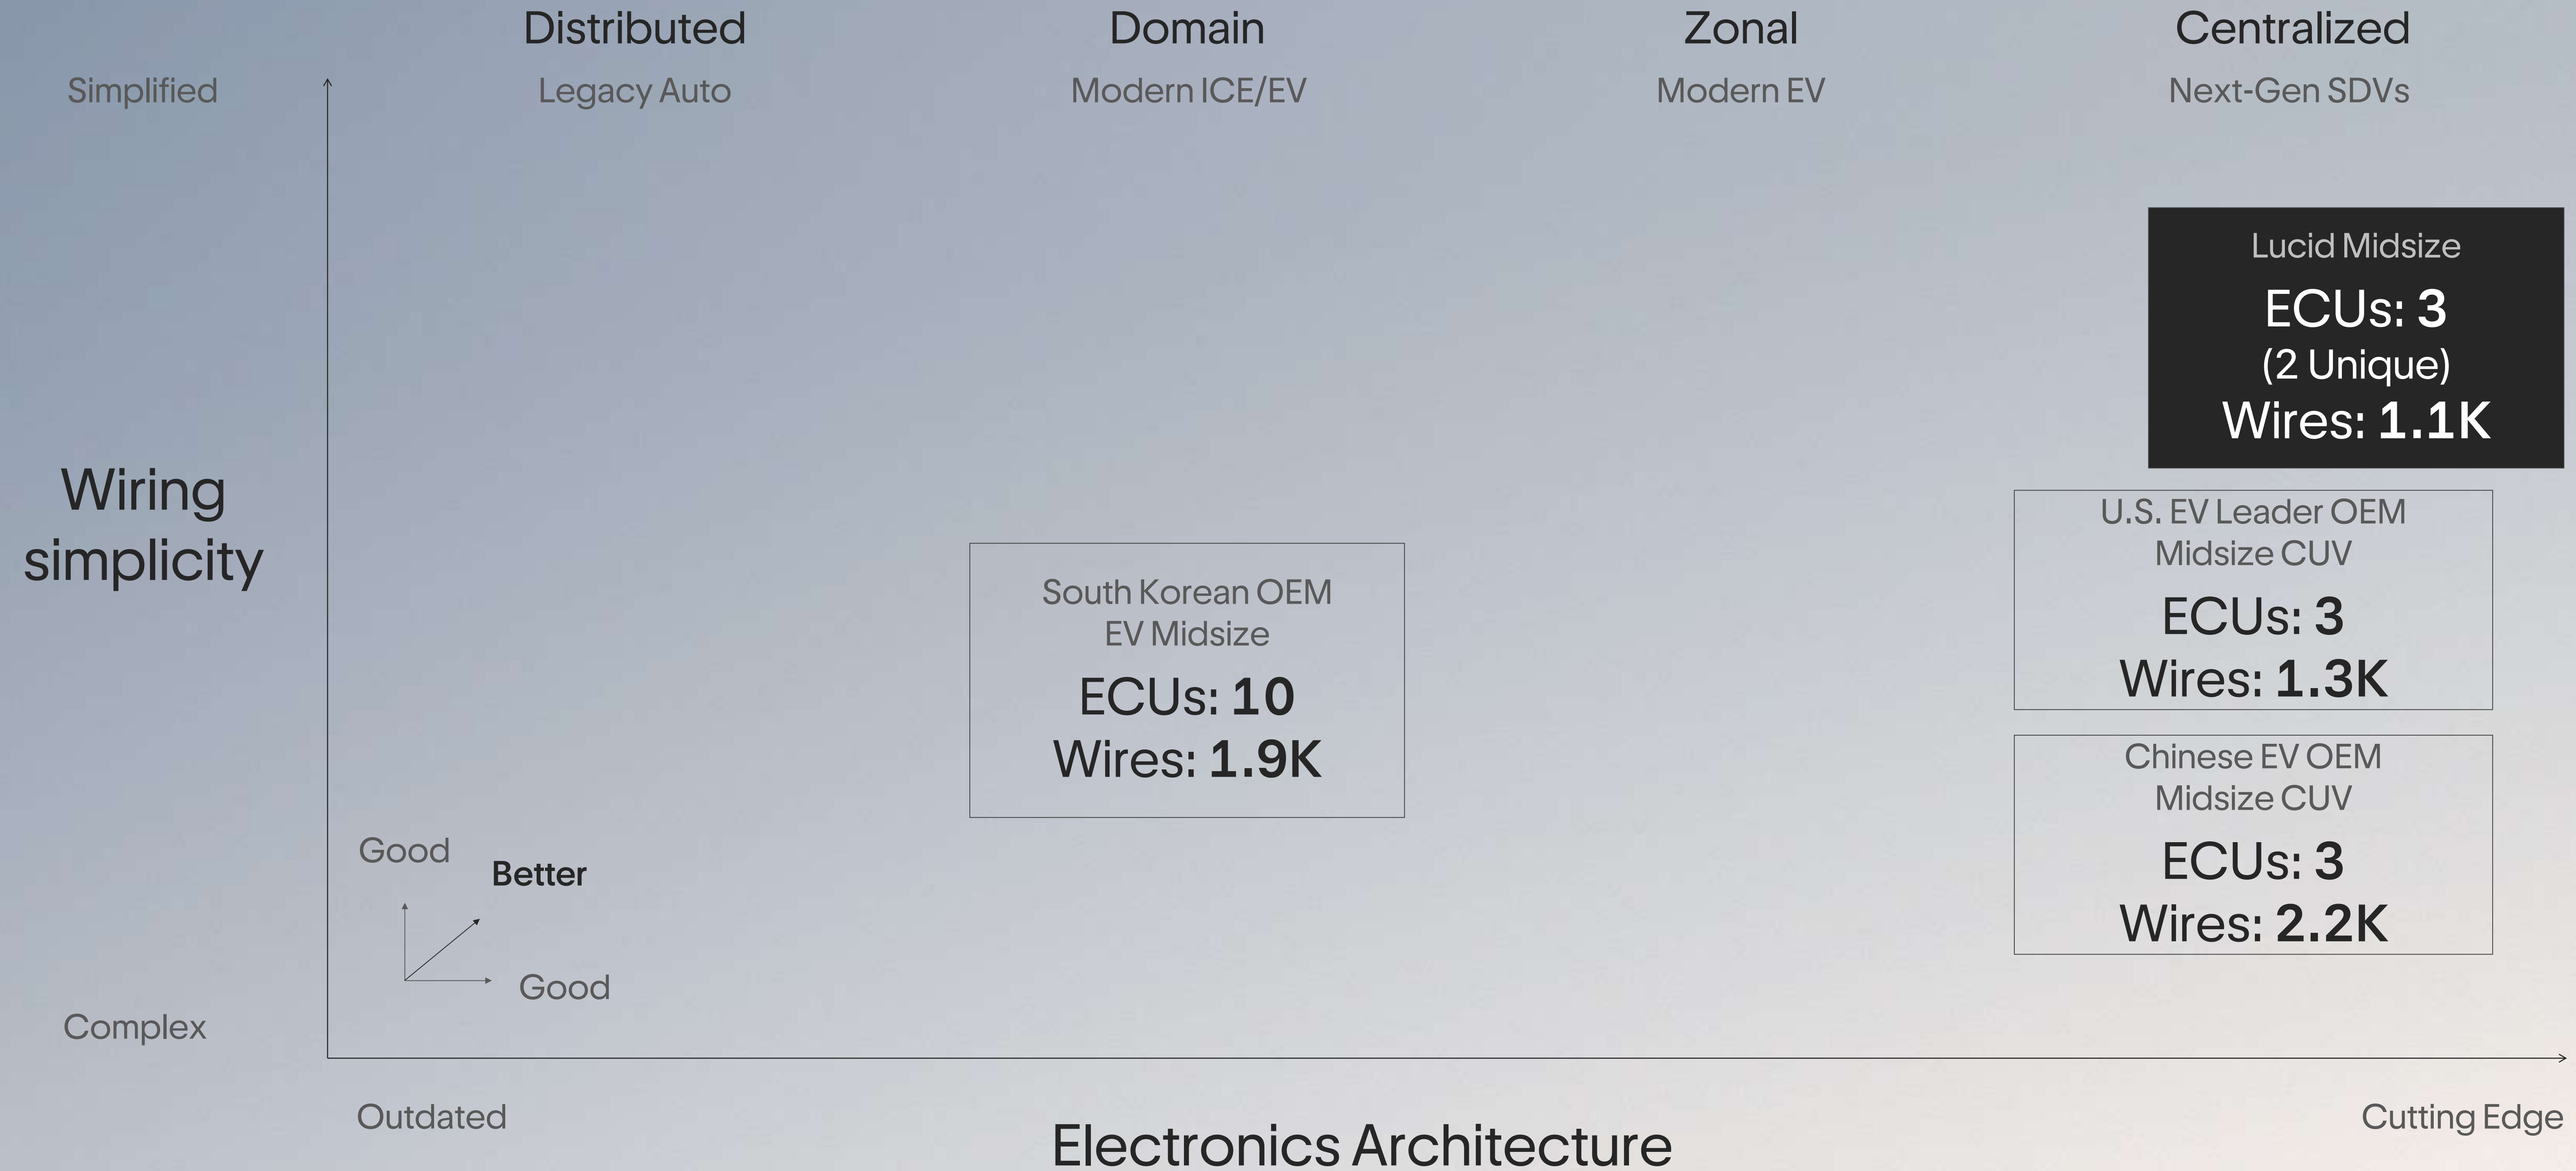 Distributed
Domain
Zonal
Centralized
Simplified
Legacy Auto
Modern ICE/EV
Modern EV
Next-Gen SDVs
Lucid Midsize
ECUs: 3
(2 Unique)
Wires: 1.1K
Wiring
simplicity
U.S. EV Leader OEM
Midsize CUV
ECUs: 3
Wires: 1.3K
South Korean OEM
EV Midsize
ECUs: 10
Wires: 1.9K
Chinese EV OEM
Midsize CUV
ECUs: 3
Wires: 2.2K
Good
Better
Good
Complex
Outdated
Electronics Architecture
Cutting Edge